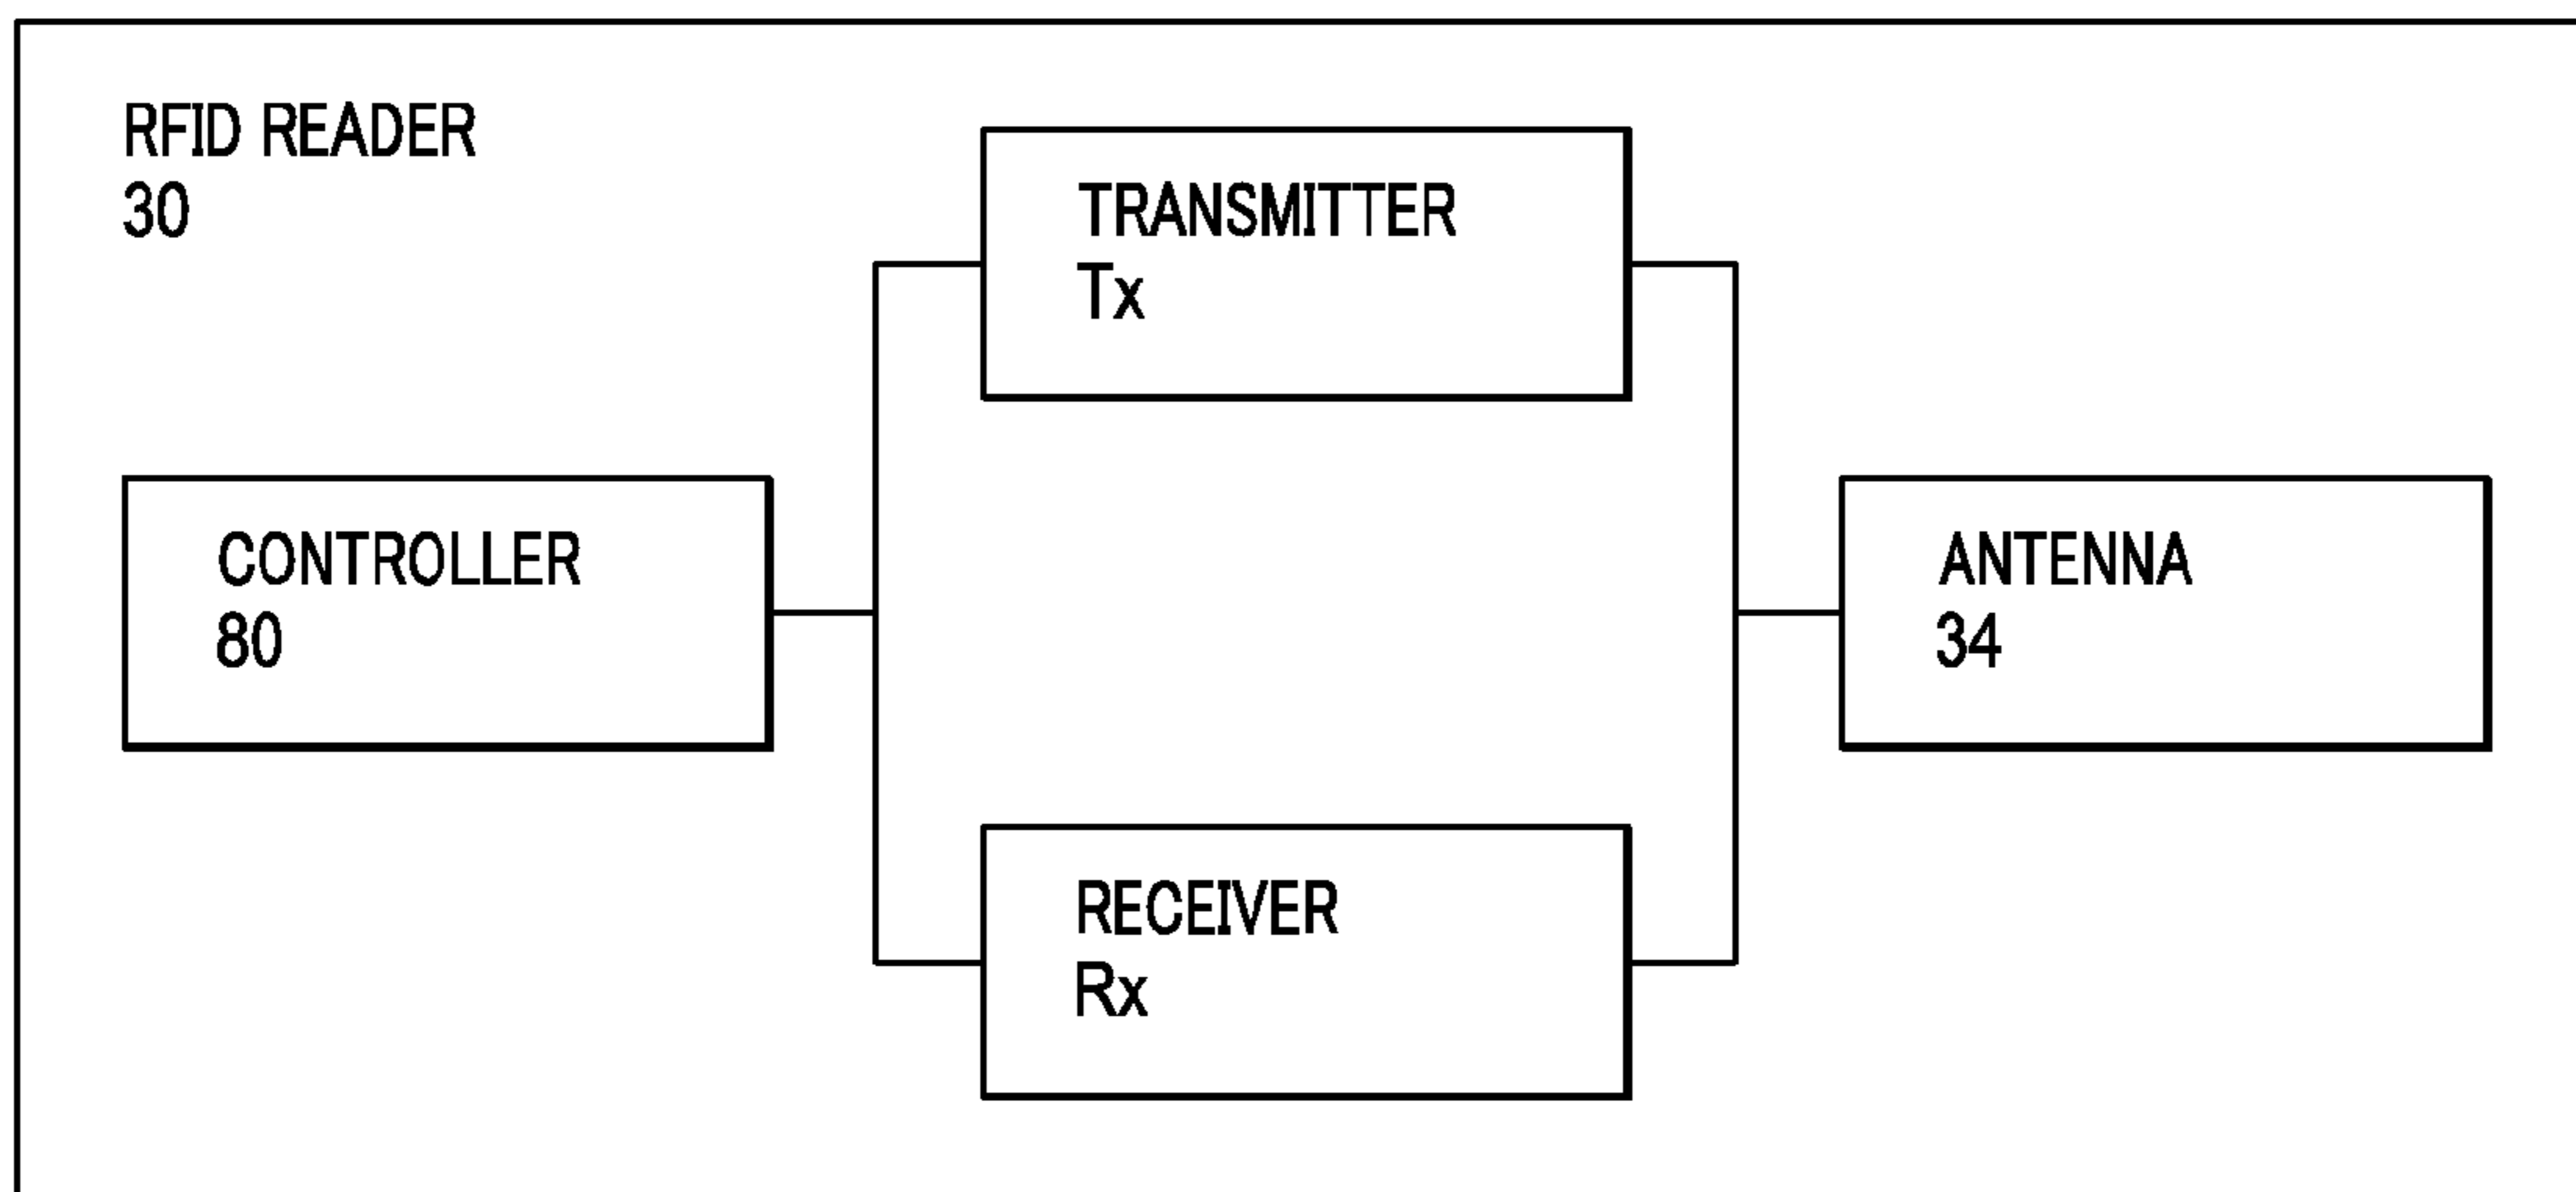 RFID READER
30
TRANSMITTER
Tx
CONTROLLER
80
ANTENNA
34
RECEIVER
Rx